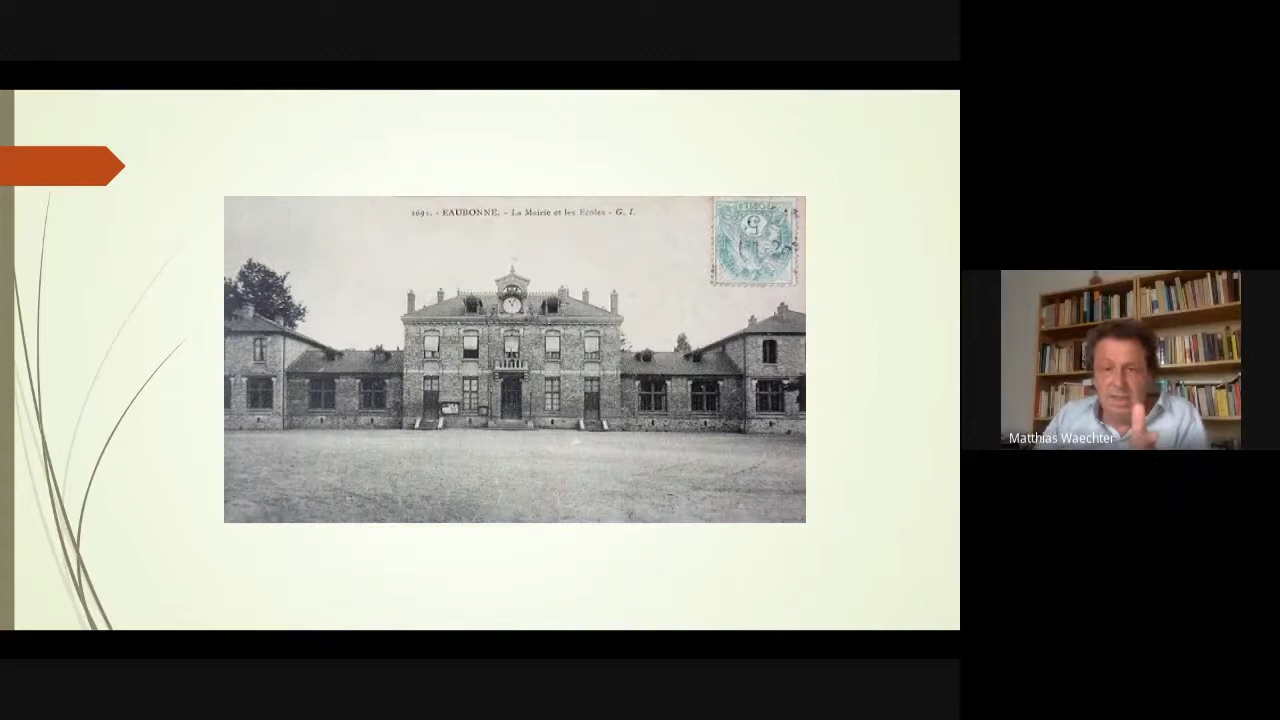 1691. - EAUBONNE. - La Mairie et les Ecoles - G. I.
Matthias Waechter